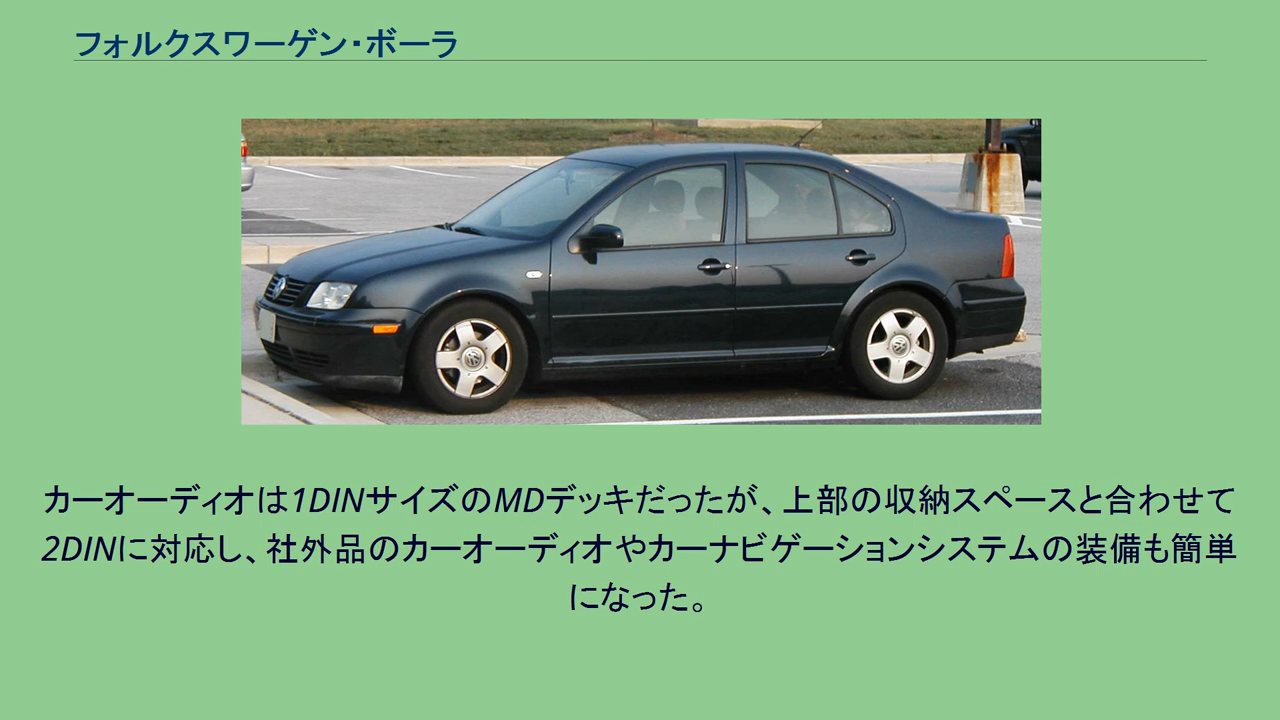 フォルクスワーゲン・ボーラ
カーオーディオは1DINサイズのMDデッキだったが、上部の収納スペースと合わせて
2DINに対応し、社外品のカーオーディオやカーナビゲーションシステムの装備も簡単
になった。